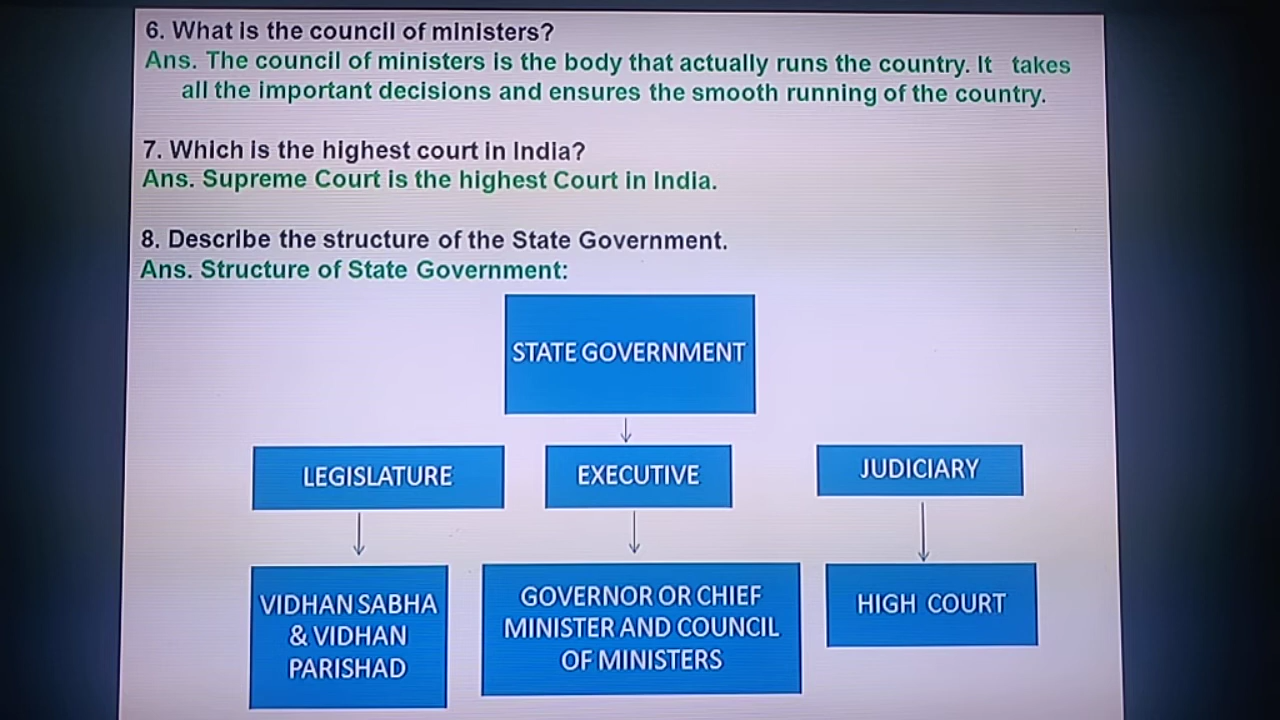 6. What is the council of ministers?
Ans. The council of ministers is the body that actually runs the country. It takes
all the important decisions and ensures the smooth running of the country.
7. Which is the highest court in India?
Ans. Supreme Court is the highest Court in India.
8. Describe the structure of the State Government.
Ans. Structure of State Government:
STATE GOVERNMENT
LEGISLATURE
EXECUTIVE
JUDICIARY
VIDHAN SABHA
& VIDHAN
PARISHAD
GOVERNOR OR CHIEF
MINISTER AND COUNCIL
OF MINISTERS
HIGH COURT